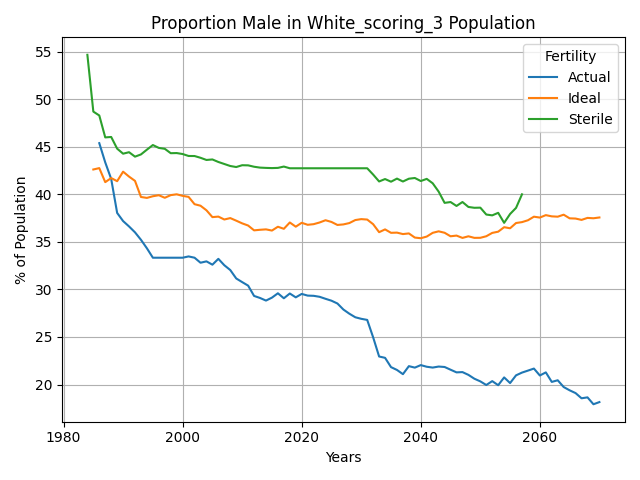 Proportion Male in White_scoring_3 Population
% of Population
55
50
45
40
35
30
25
20
1980
2000
2020
2040
2060
Years
Fertility
Actual
Ideal
Sterile